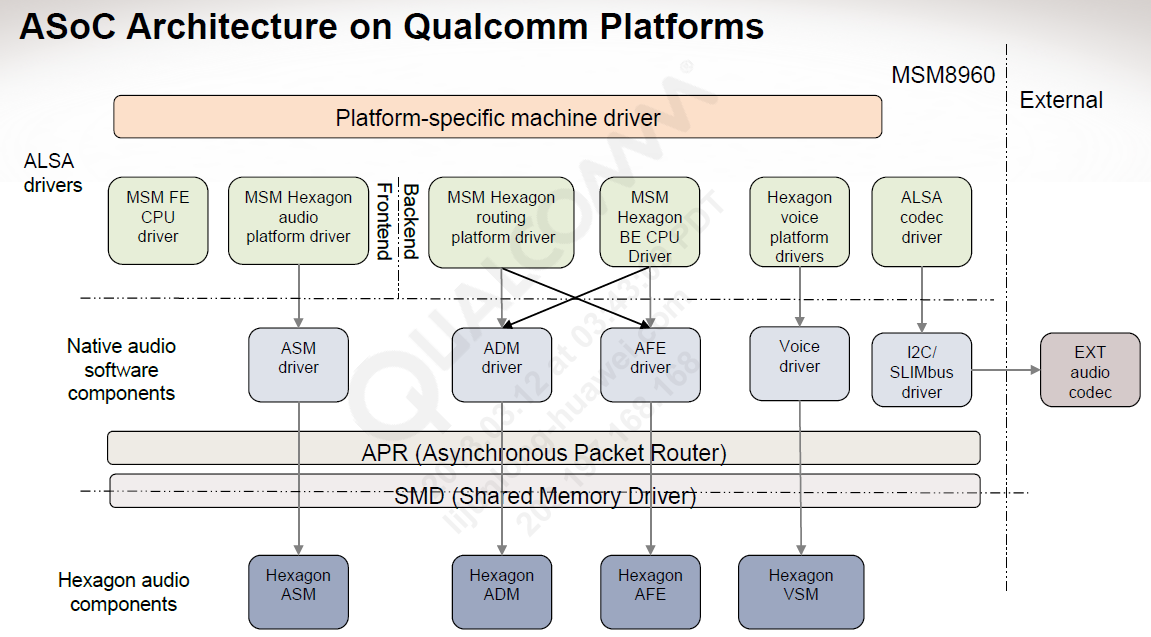 ASoC Architecture on Qualcomm Platforms
MSM8960
External
Platform-specific machine driver
ALSA
drivers
MSM FE
CPU
driver
MSM Hexagon
audio
platform driver
Frontend
Backend
MSM Hexagon
routing
platform driver
MSM
Hexagon
BE CPU
Driver
Hexagon
voice
platform
drivers
ALSA
codec
driver
Native audio
software
components
ASM
driver
ADM
driver
AFE
driver
Voice
driver
I2C/
SLIMbus
driver
EXT
audio
codec
APR (Asynchronous Packet Router)
SMD (Shared Memory Driver)
Hexagon audio
components
Hexagon
ASM
Hexagon
ADM
Hexagon
AFE
Hexagon
VSM
QUALCOMM®